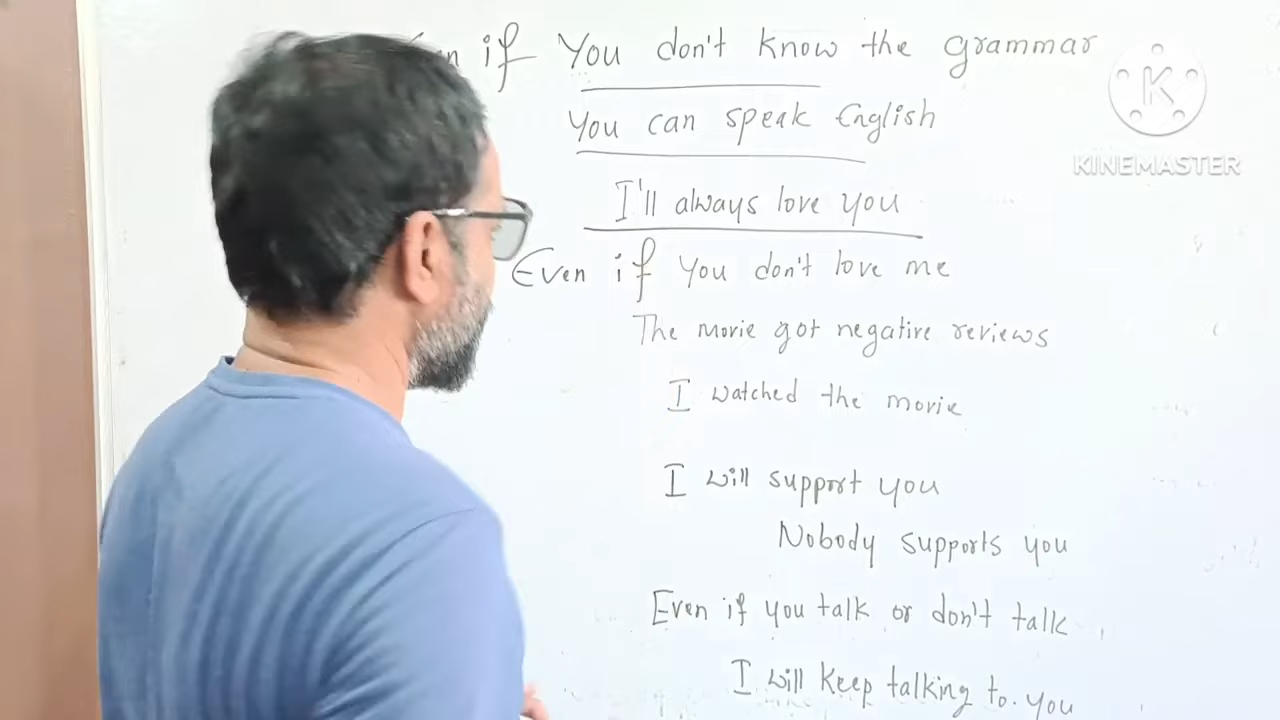 if You don't know the grammar
You can speak English
I'll always love you
Even if you don't love me
The movie got negative reviews
I watched the movie
I will support you
Nobody supports you
Even if you talk or don't talk
I will keep talking to you
K
KINEMASTER